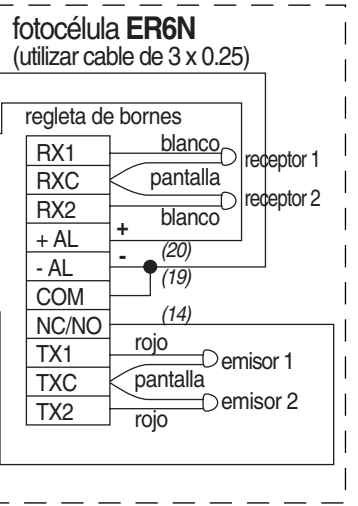 fotocélula ER6N
(utilizar cable de 3 x 0.25)
regleta de bornes
RX1 blanco receptor 1
RXC pantalla
RX2 blanco receptor 2
+ AL +
- AL - (20)
COM (19)
NC/NO (14)
TX1 rojo emisor 1
TXC pantalla
TX2 rojo emisor 2